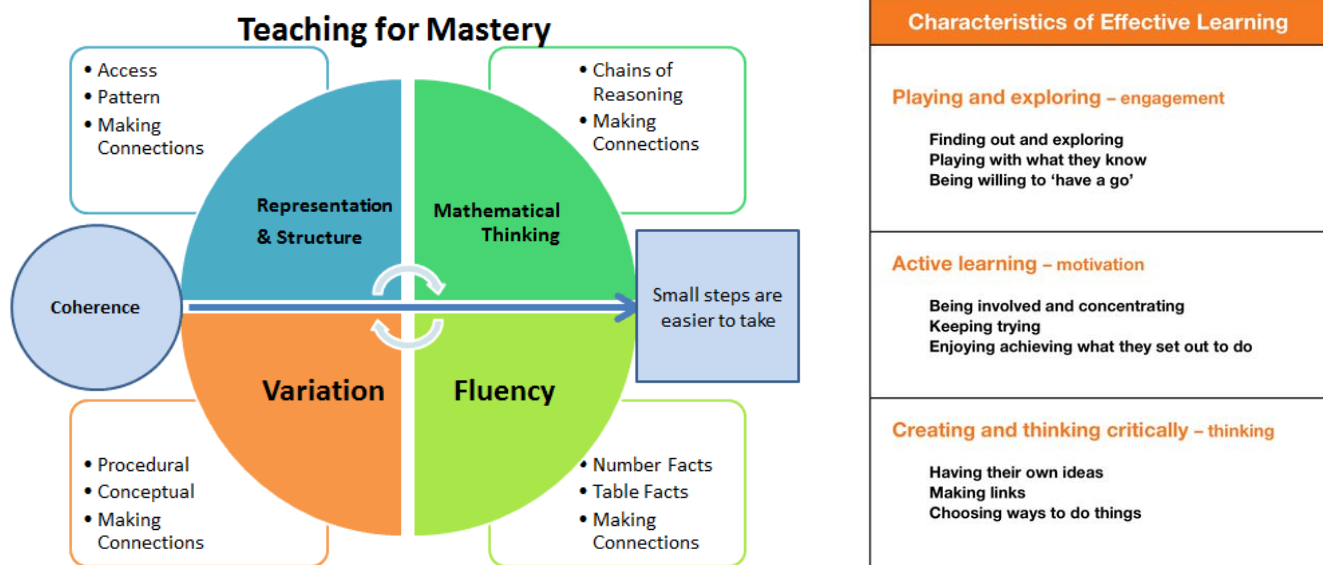 Teaching for Mastery
• Access
• Pattern
• Making
Connections
• Chains of
Reasoning
• Making
Connections
Representation
& Structure
Mathematical
Thinking
Coherence
Small steps are
easier to take
Variation
Fluency
• Procedural
• Conceptual
• Making
Connections
• Number Facts
• Table Facts
• Making
Connections
Characteristics of Effective Learning
Playing and exploring – engagement
Finding out and exploring
Playing with what they know
Being willing to ‘have a go’
Active learning – motivation
Being involved and concentrating
Keeping trying
Enjoying achieving what they set out to do
Creating and thinking critically – thinking
Having their own ideas
Making links
Choosing ways to do things